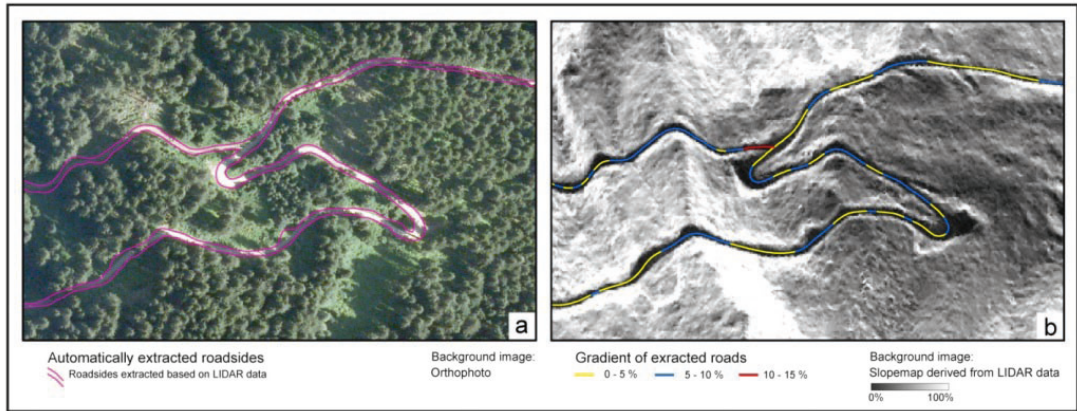 a
b
Automatically extracted roadsides
Roadsides extracted based on LIDAR data
Background image:
Orthophoto
Gradient of exracted roads
0 - 5 %
5 - 10 %
10 - 15 %
Background image:
Slopemap derived from LIDAR data
0%
100%